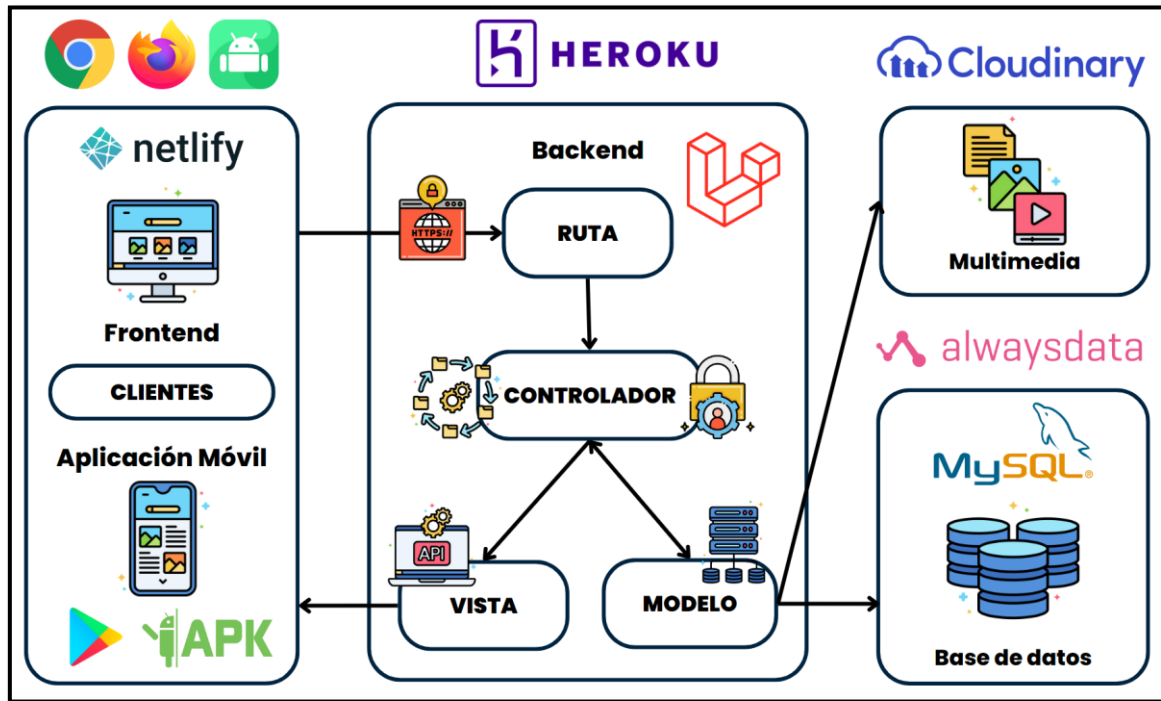 HEROKU
Cloudinary
netlify
Frontend
CLIENTES
Aplicación Móvil
APK
Backend
HTTPS://
RUTA
CONTROLADOR
API
VISTA
MODELO
Multimedia
alwaysdata
MySQL®
Base de datos